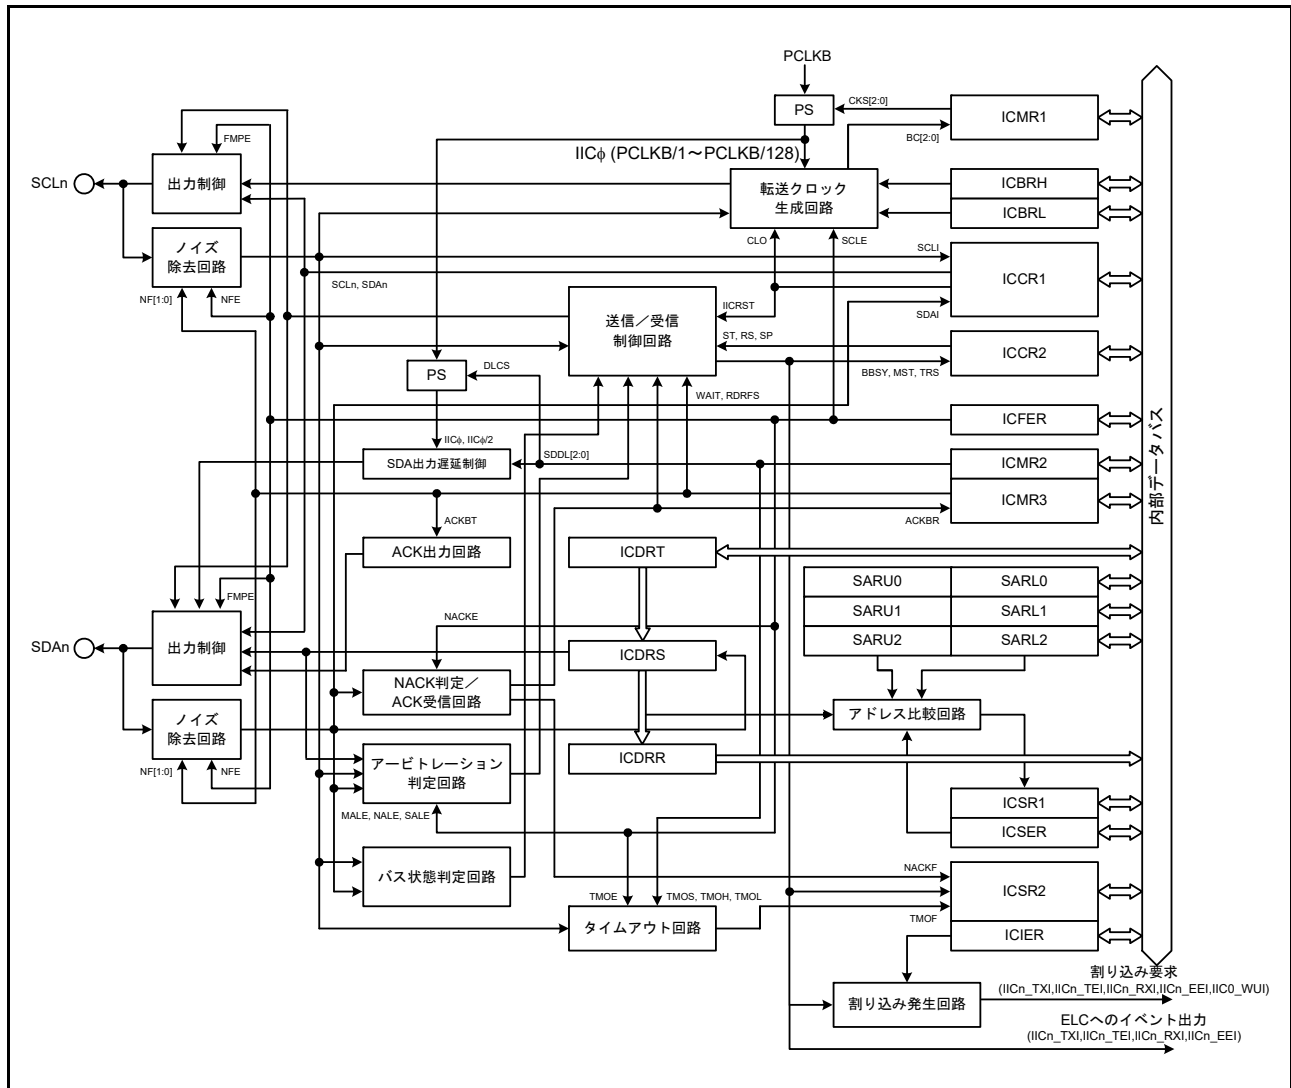 PCLKB
PS
CKS[2:0]
ICMR1
BC[2:0]
FMPE
IICφ (PCLKB/1～PCLKB/128)
SCLn
出力制御
転送クロック
生成回路
ICBRH
ICBRL
ノイズ
除去回路
CLO
SCLE
SCLI
ICCR1
SCLn, SDAn
NF[1:0]
NFE
IICRST
SDAI
送信／受信
制御回路
ST, RS, SP
ICCR2
BBSY, MST, TRS
PS
DLCS
WAIT, RDRFS
ICFER
IICφ, IICφ/2
SDA出力遅延制御
SDDL[2:0]
ICMR2
ICMR3
内部データバス
ACKBT
ACKBR
ACK出力回路
ICDRT
SARU0
SARL0
SARU1
SARL1
SARU2
SARL2
FMPE
NACKE
SDAn
出力制御
ICDRS
NACK判定／
ACK受信回路
アドレス比較回路
ノイズ
除去回路
NF[1:0]
NFE
アービトレーション
判定回路
ICDRR
MALE, NALE, SALE
ICSR1
ICSER
バス状態判定回路
NACKF
ICSR2
TMOE
TMOS, TMOH, TMOL
TMOF
タイムアウト回路
ICIER
割り込み要求
(IICn_TXI,IICn_TEI,IICn_RXI,IICn_EEI,IIC0_WUI)
割り込み発生回路
ELCへのイベント出力
(IICn_TXI,IICn_TEI,IICn_RXI,IICn_EEI)